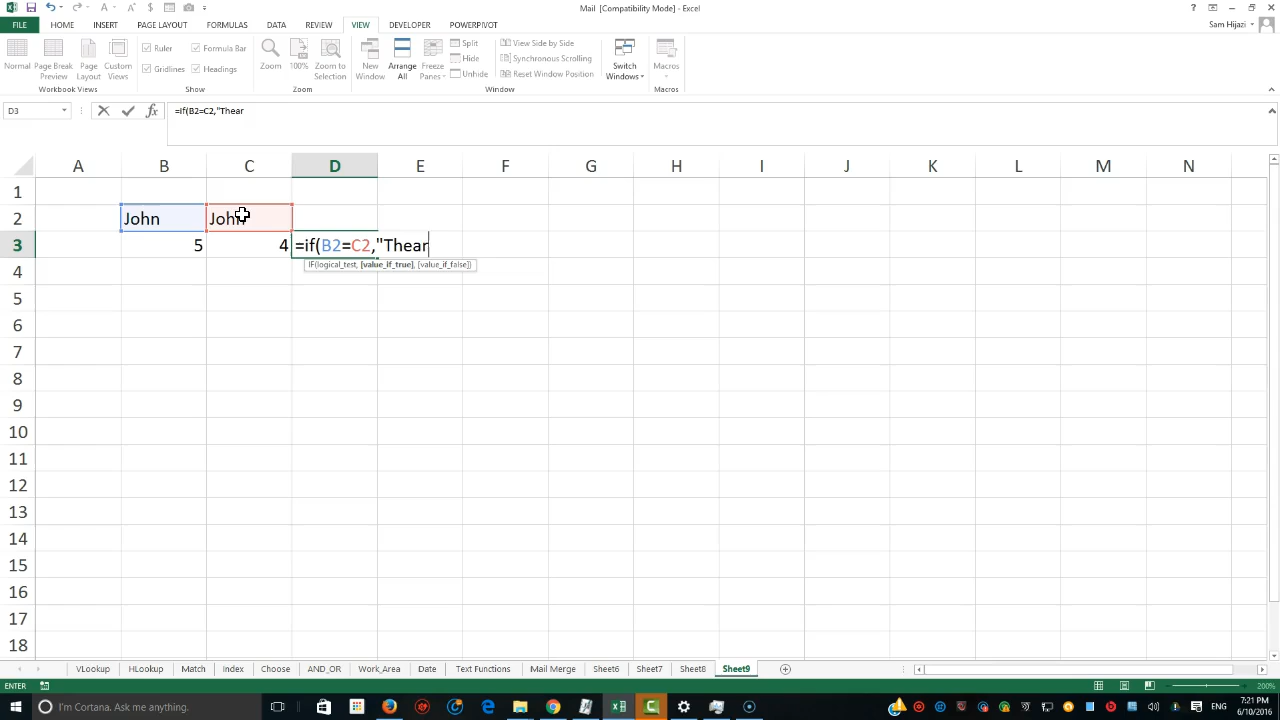 Mail [Compatibility Mode] - Excel
FILE HOME INSERT PAGE LAYOUT FORMULAS DATA REVIEW VIEW DEVELOPER POWERPIVOT
Sam Hijazi
Ruler
Formula Bar
Gridlines
Headings
Normal
Page Break Preview
Page Layout
Custom Views
Zoom
100%
Zoom to Selection
New Window
Arrange All
Freeze Panes
Split
Hide
Unhide
View Side by Side
Synchronous Scrolling
Reset Window Position
Switch Windows
Macros
Workbook Views
Show
Zoom
Window
Macros
D3
fx
=if(B2=C2,"Thear
A B C D E F G H I J K L M N
1
2 John John
3 5 4 =if(B2=C2,"Thear
IF(logical_test, [value_if_true], [value_if_false])
4
5
6
7
8
9
10
11
12
13
14
15
16
17
18
VLookup HLookup Match Index Choose AND_OR Work_Area Date Text Functions Mail Merge Sheet6 Sheet7 Sheet8 Sheet9
ENTER
200%
I'm Cortana. Ask me anything.
ENG
7:21 PM
6/10/2016